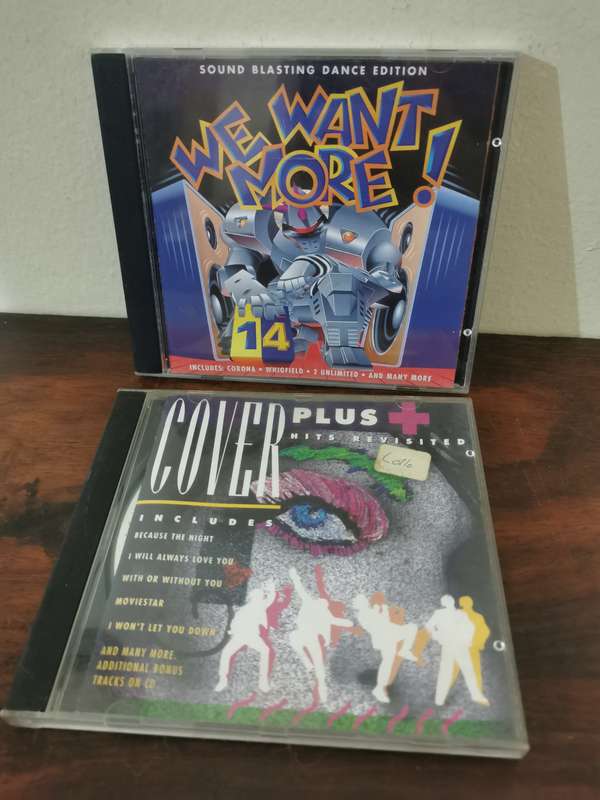 SOUND BLASTING DANCE EDITION
WE WANT
MORE!
14
INCLUDES: CORONA • WHIGFIELD • 2 UNLIMITED • AND MANY MORE
COVER PLUS +
HITS REVISITED
INCLUDES
BECAUSE THE NIGHT
I WILL ALWAYS LOVE YOU
WITH OR WITHOUT YOU
MOVIESTAR
I WON'T LET YOU DOWN
AND MANY MORE
ADDITIONAL BONUS
TRACKS ON CD